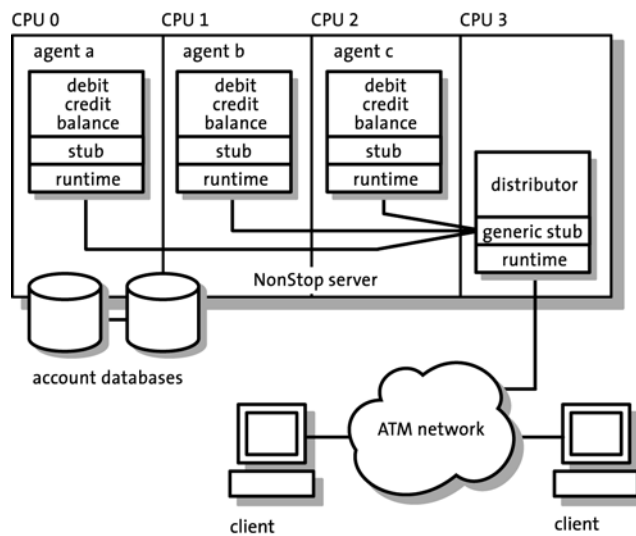 CPU 0
CPU 1
CPU 2
CPU 3
agent a
agent b
agent c
debit
credit
balance
stub
runtime
debit
credit
balance
stub
runtime
debit
credit
balance
stub
runtime
distributor
generic stub
runtime
NonStop server
account databases
ATM network
client
client